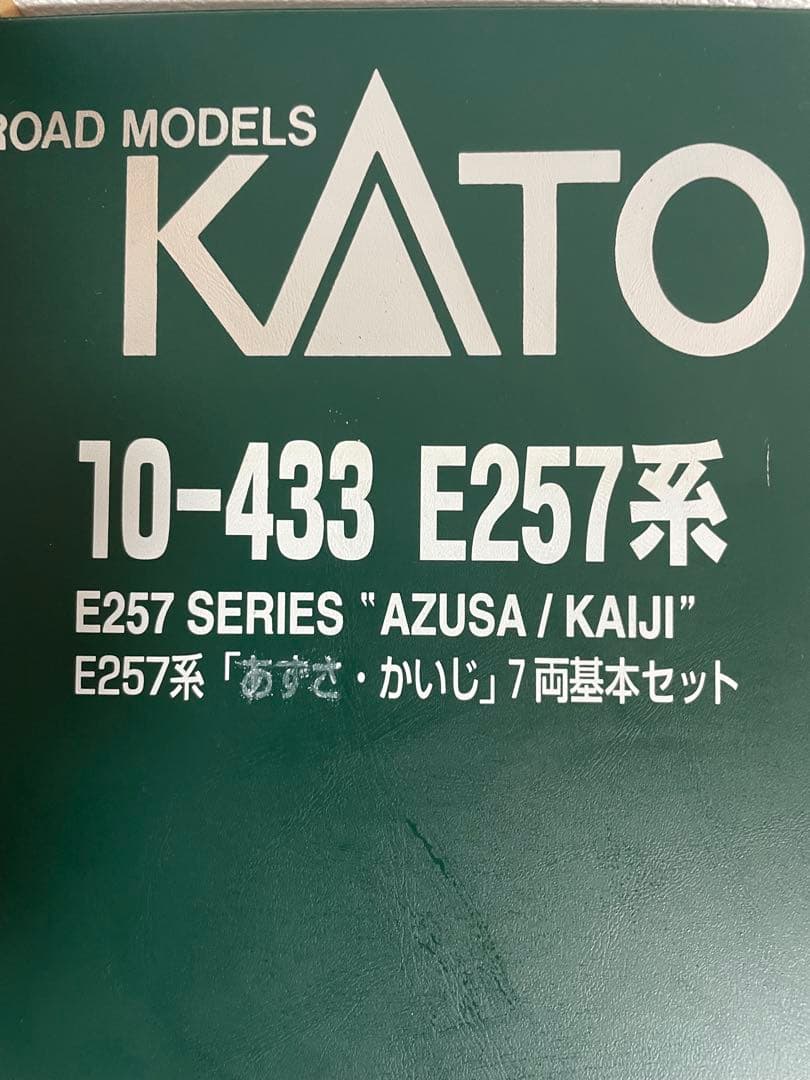 ROAD MODELS
KATO
10-433 E257系
E257 SERIES “AZUSA / KAIJI”
E257系「あずさ・かいじ」7両基本セット